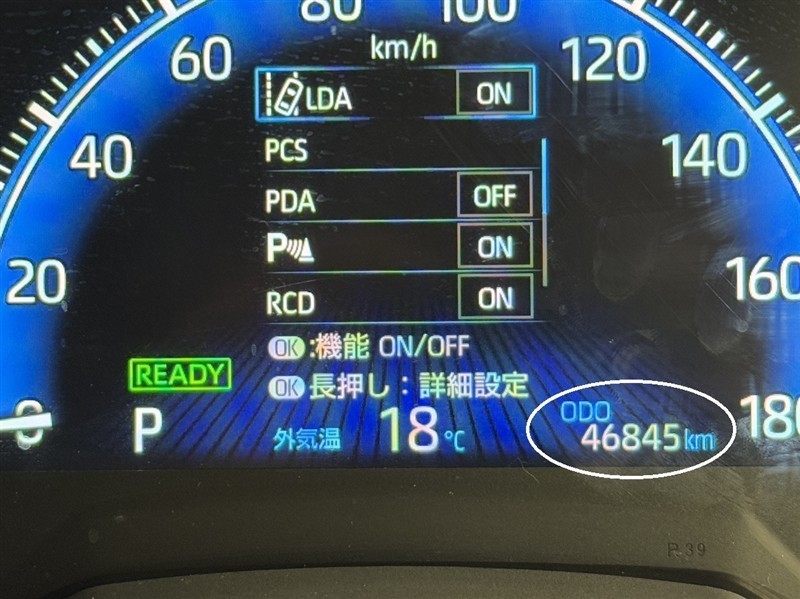 80 100
60 km/h 120
LDA ON
40 PCS 140
PDA OFF
P ON
20 160
RCD ON
OK:機能 ON/OFF
READY OK長押し:詳細設定
0 P 外気温 18℃ ODO 46845km 180
P.39